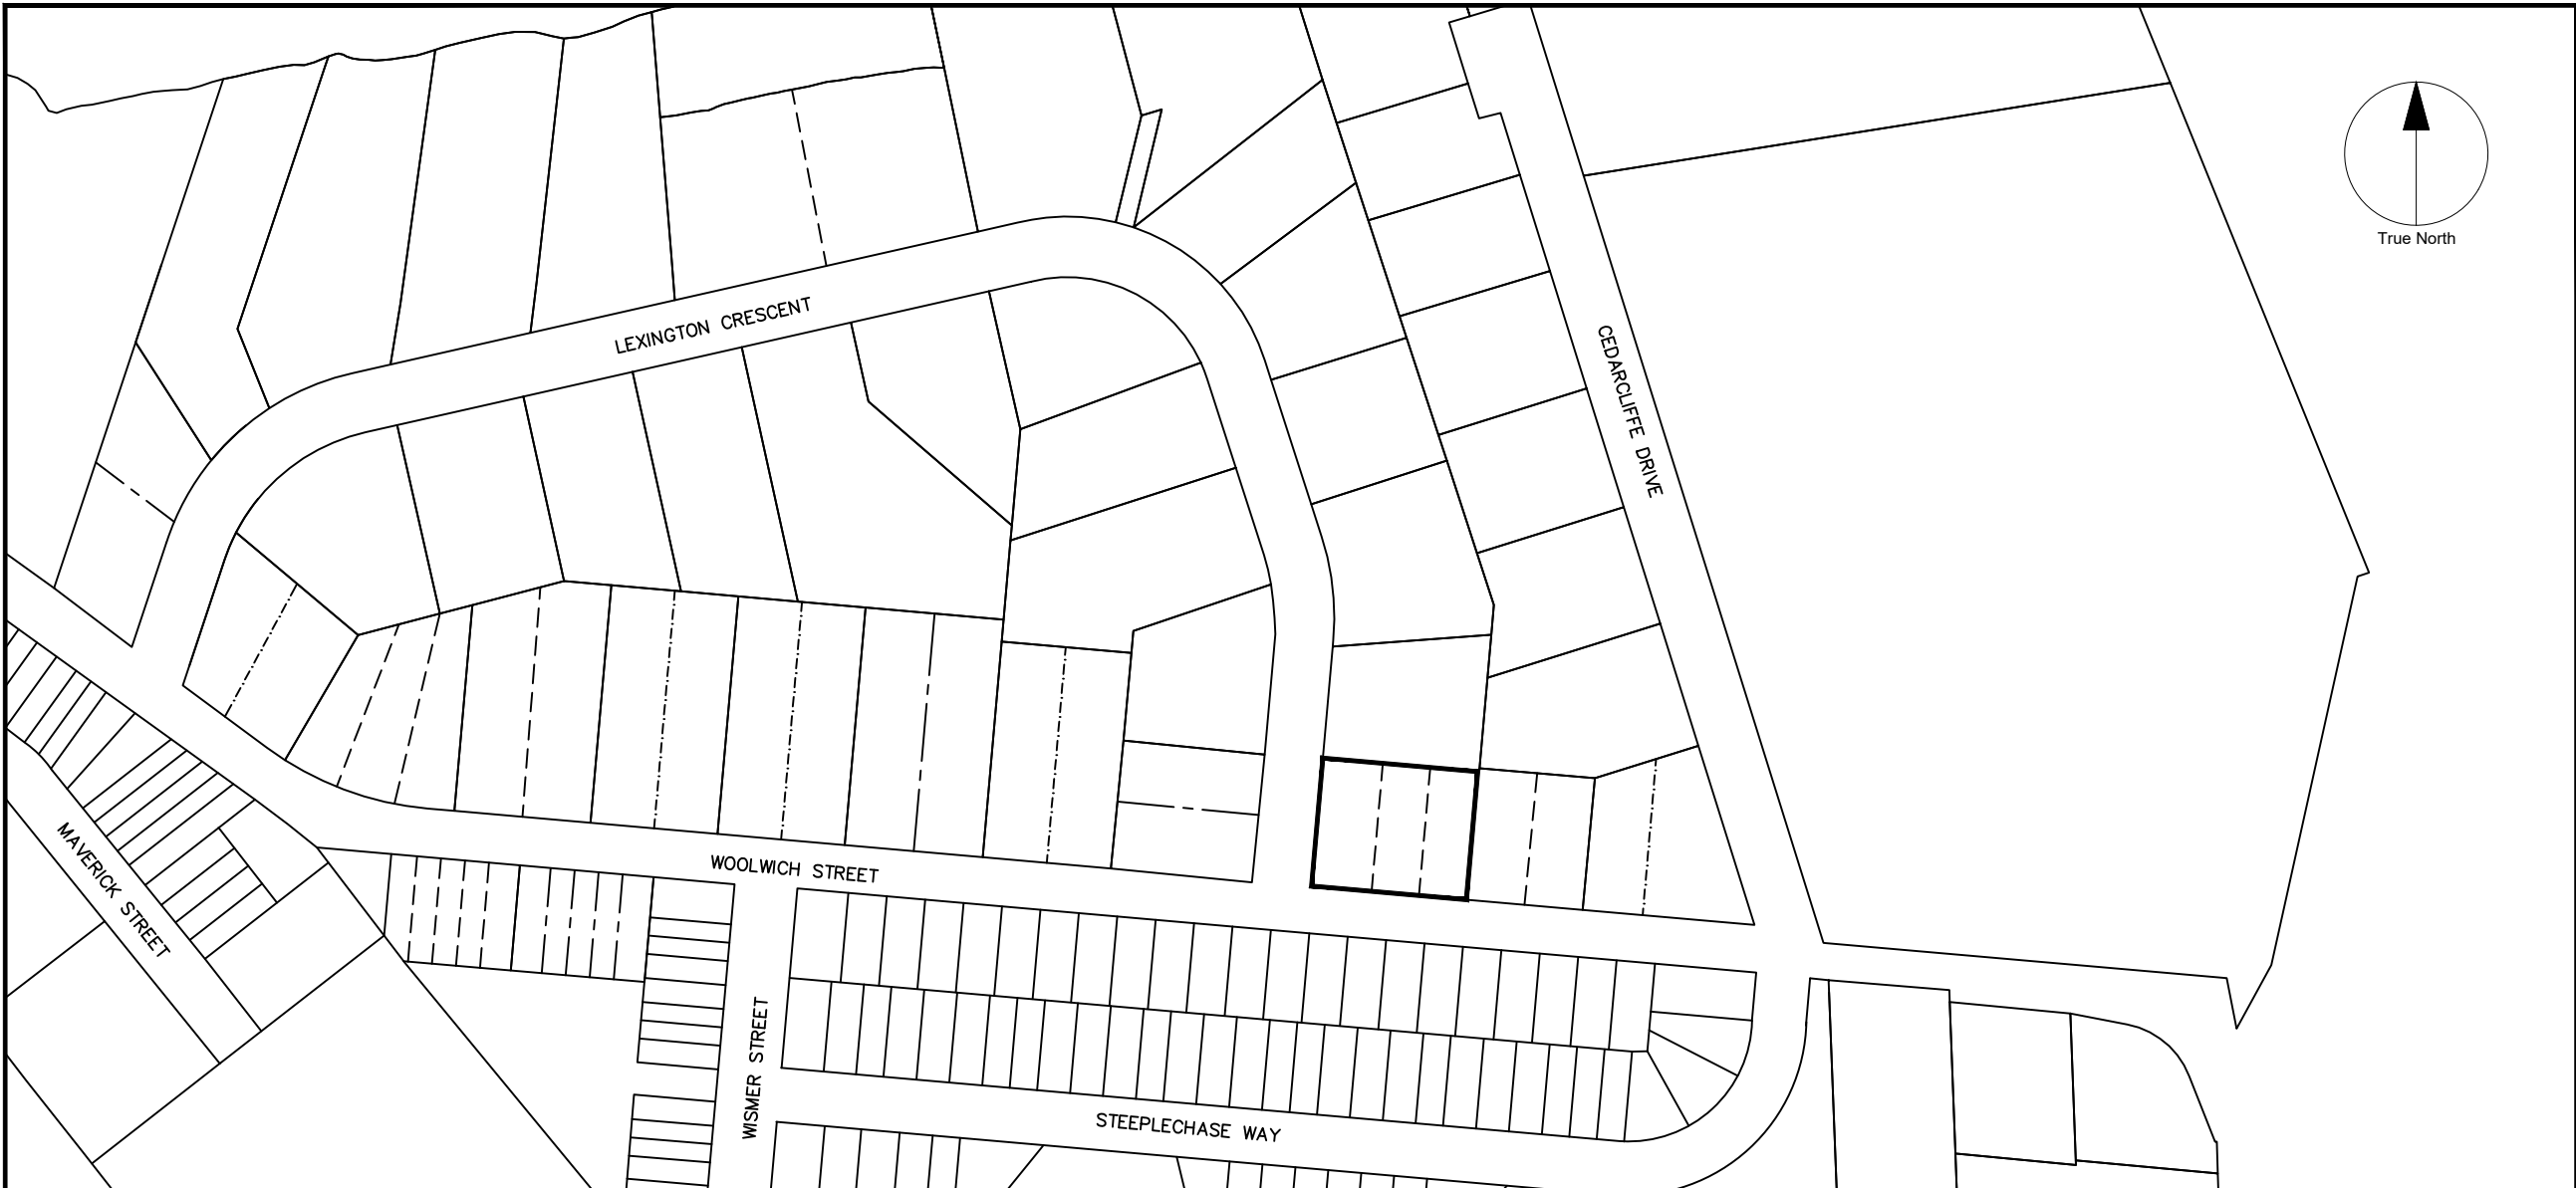 True North
LEXINGTON CRESCENT
CEDARCLIFFE DRIVE
WOOLWICH STREET
MAVERICK STREET
WISMER STREET
STEEPLECHASE WAY